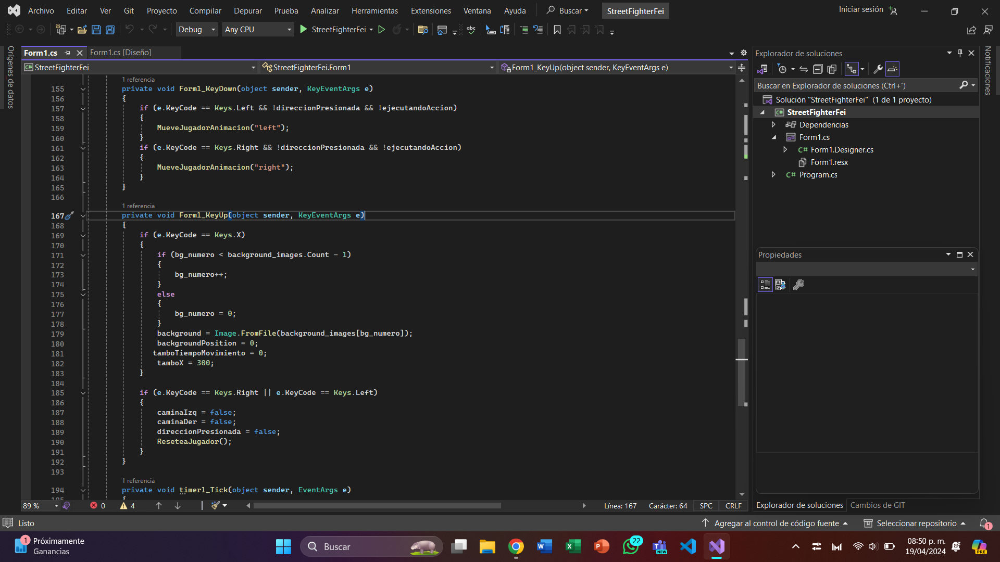 Archivo Editar Ver Git Proyecto Compilar Depurar Prueba Analizar Herramientas Extensiones Ventana Ayuda Buscar StreetFighterFei Iniciar sesión
Debug Any CPU StreetFighterFei
Orígenes de datos
Form1.cs Form1.cs [Diseño]
StreetFighterFei StreetFighterFei.Form1 Form1_KeyUp(object sender, KeyEventArgs e)
1 referencia
155 private void Form1_KeyDown(object sender, KeyEventArgs e)
156 {
157 if (e.KeyCode == Keys.Left && !direccionPresionada && !ejecutandoAccion)
158 {
159 MueveJugadorAnimacion("left");
160 }
161 if (e.KeyCode == Keys.Right && !direccionPresionada && !ejecutandoAccion)
162 {
163 MueveJugadorAnimacion("right");
164 }
165 }
166
1 referencia
167 private void Form1_KeyUp(object sender, KeyEventArgs e)
168 {
169 if (e.KeyCode == Keys.X)
170 {
171 if (bg_numero < background_images.Count - 1)
172 {
173 bg_numero++;
174 }
175 else
176 {
177 bg_numero = 0;
178 }
179 background = Image.FromFile(background_images[bg_numero]);
180 backgroundPosition = 0;
181 tamboTiempoMovimiento = 0;
182 tamboX = 300;
183 }
184
185 if (e.KeyCode == Keys.Right || e.KeyCode == Keys.Left)
186 {
187 caminaIzq = false;
188 caminaDer = false;
189 direccionPresionada = false;
190 ReseteaJugador();
191 }
192 }
193
1 referencia
194 private void timer1_Tick(object sender, EventArgs e)
195 {
89 % 0 4 Línea: 167 Carácter: 64 SPC CRLF
Explorador de soluciones
Buscar en Explorador de soluciones (Ctrl+´)
Solución "StreetFighterFei" (1 de 1 proyecto)
StreetFighterFei
Dependencias
Form1.cs
C# Form1.Designer.cs
Form1.resx
C# Program.cs
Propiedades
Explorador de soluciones Cambios de GIT
Notificaciones
Listo Agregar al control de código fuente Seleccionar repositorio 1
1 Próximamente
Ganancias
Buscar
22
NEW
08:50 p. m.
19/04/2024
PRE